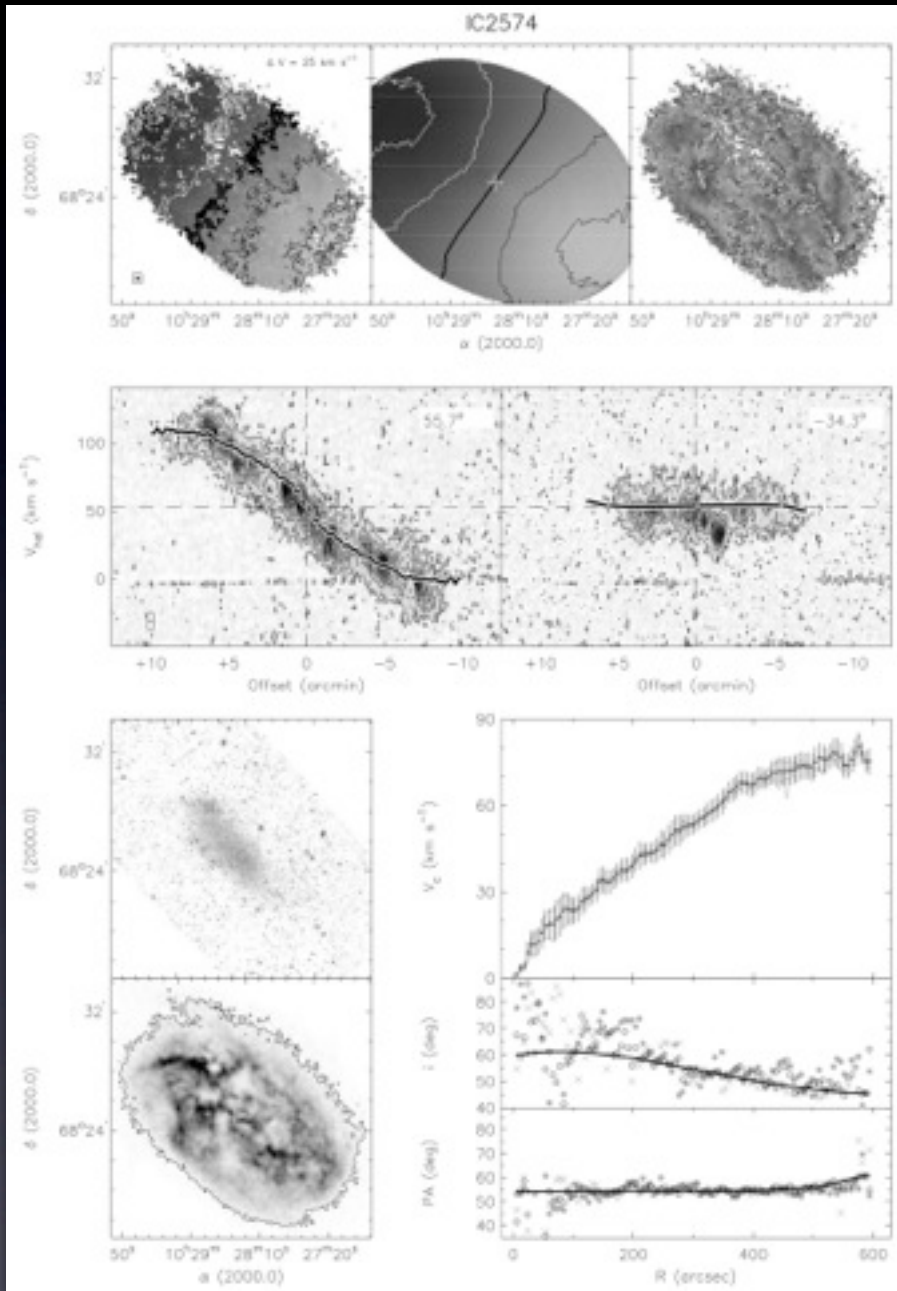 IC2574
Δ V = 25 km s⁻¹
δ (2000.0)
32'
68°24'
50ˢ 10ʰ29ᵐ 28ᵐ10ˢ 27ᵐ20ˢ
50ˢ 10ʰ29ᵐ 28ᵐ10ˢ 27ᵐ20ˢ
50ˢ 10ʰ29ᵐ 28ᵐ10ˢ 27ᵐ20ˢ
α (2000.0)
V_hel (km s⁻¹)
100
50
0
55.7°
−34.3°
+10 +5 0 −5 −10
+10 +5 0 −5 −10
Offset (arcmin)
Offset (arcmin)
δ (2000.0)
32'
68°24'
δ (2000.0)
32'
68°24'
50ˢ 10ʰ29ᵐ 28ᵐ10ˢ 27ᵐ20ˢ
α (2000.0)
V_c (km s⁻¹)
90
60
30
0
i (deg)
80
70
60
50
40
PA (deg)
80
70
60
50
40
0 200 400 600
R (arcsec)